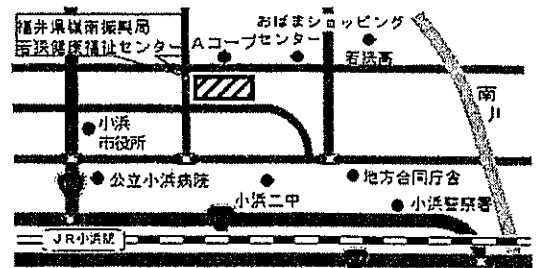 福井県嶺南振興局
若狭健康福祉センター
Aコープ
おばまショッピング
センター
若狭高
南
川
小浜
市役所
公立小浜病院
小浜二中
地方合同庁舎
小浜警察署
JR小浜駅